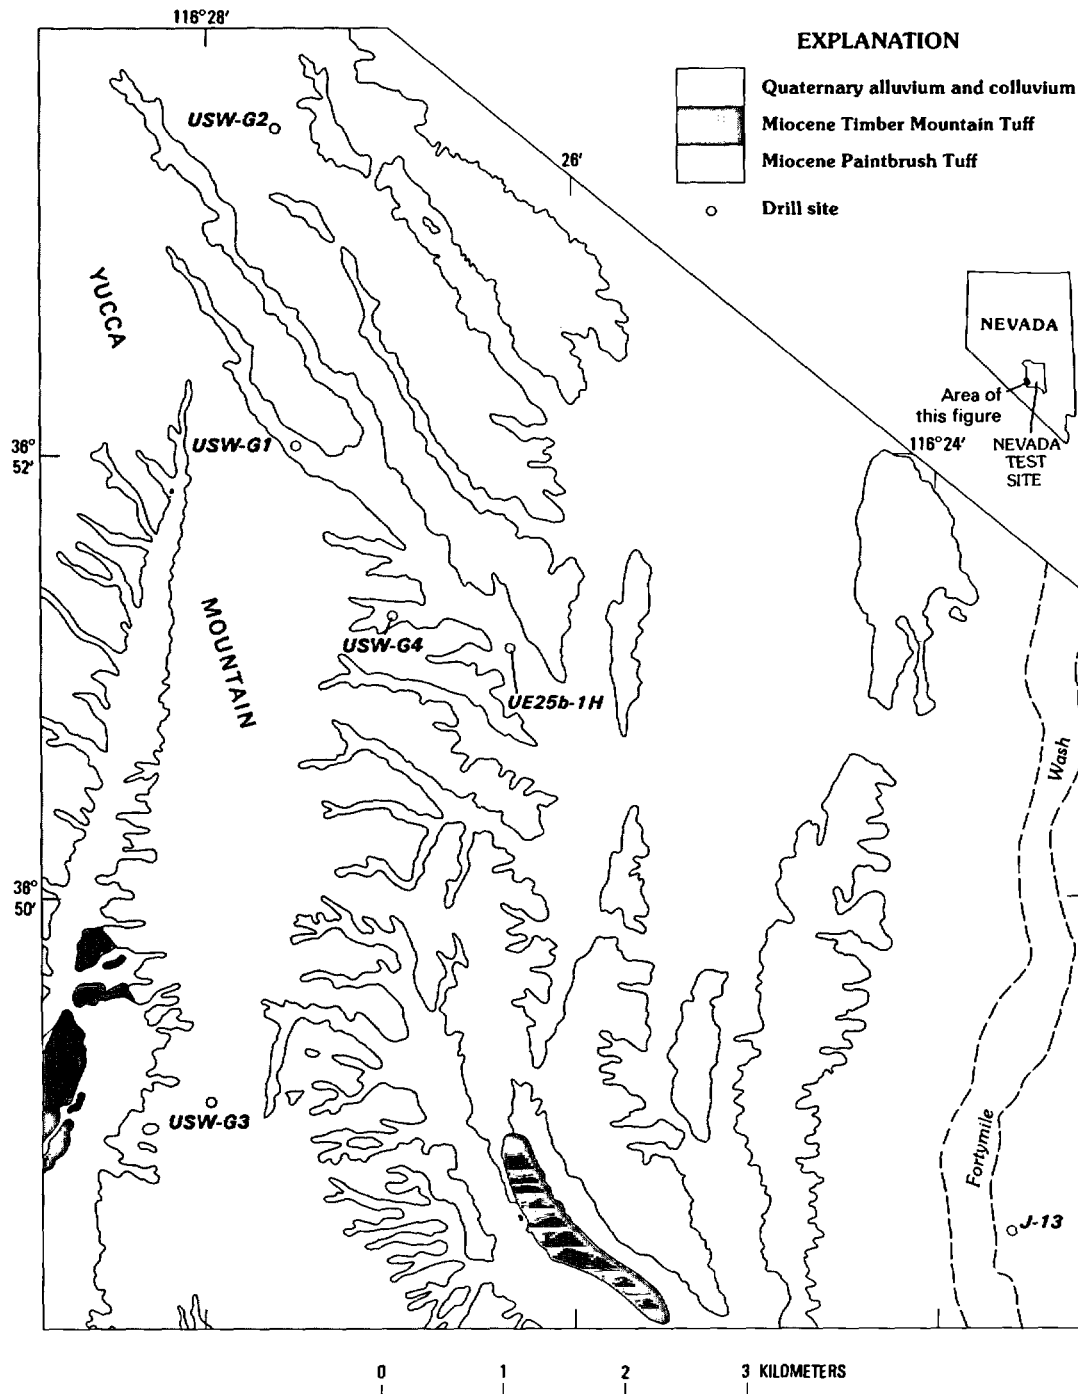 116°28′
EXPLANATION
Quaternary alluvium and colluvium
Miocene Timber Mountain Tuff
Miocene Paintbrush Tuff
Drill site
USW-G2
26′
YUCCA
NEVADA
Area of
this figure
NEVADA
TEST
SITE
116°24′
36°
52′
USW-G1
MOUNTAIN
USW-G4
UE25b-1H
Wash
36°
50′
USW-G3
Fortymile
J-13
0 1 2 3 KILOMETERS